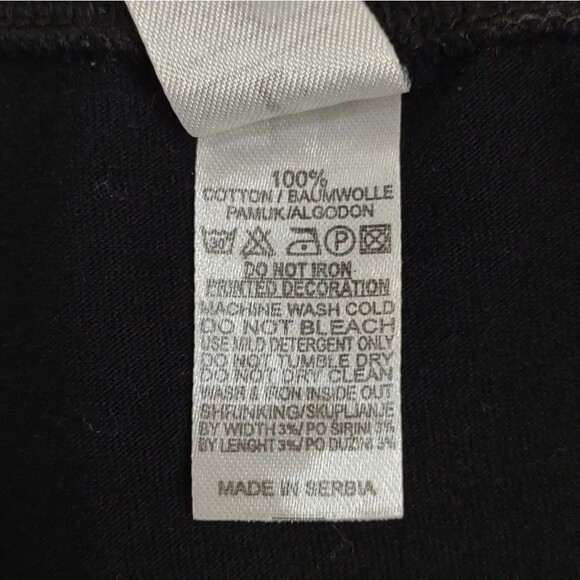 100%
COTTON / BAUMWOLLE
PAMUK/ALGODON
30 P
DO NOT IRON
PRINTED DECORATION
MACHINE WASH COLD
DO NOT BLEACH
USE MILD DETERGENT ONLY
DO NOT TUMBLE DRY
DO NOT DRY CLEAN
WASH & IRON INSIDE OUT
SHRUNKING/SKUPLJANJE
BY WIDTH 3%/ PO SIRINI 3%
BY LENGHT 3%/ PO DUZINI 3%
MADE IN SERBIA